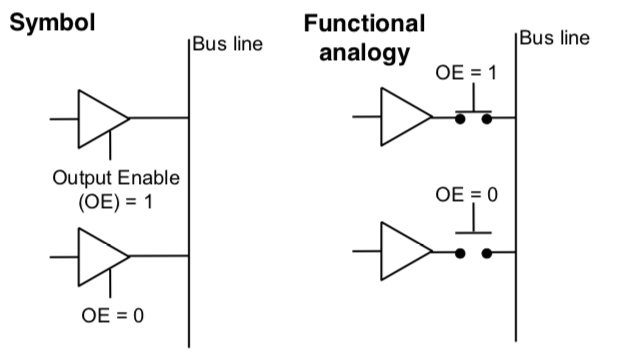 Symbol
Bus line
Output Enable
(OE) = 1
OE = 0
Functional
analogy
Bus line
OE = 1
OE = 0